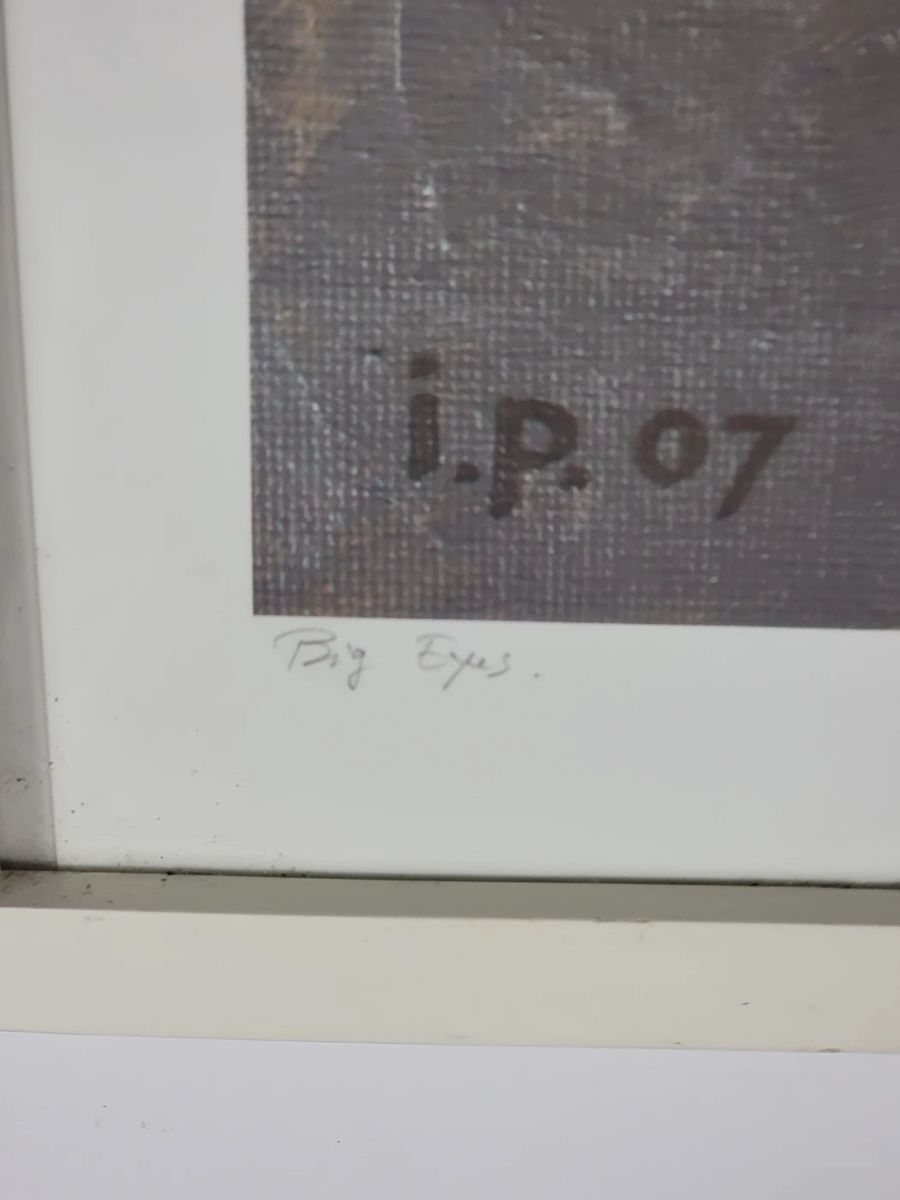 i.p. 07
Big Eyes.